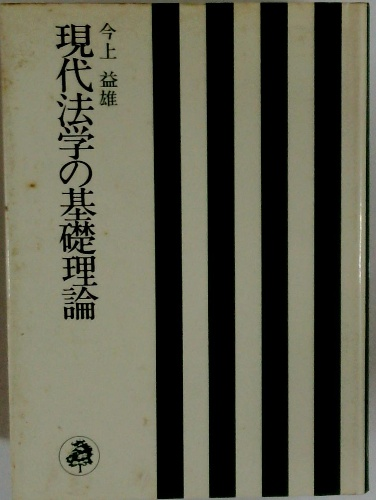 今上 益雄
現代法学の基礎理論